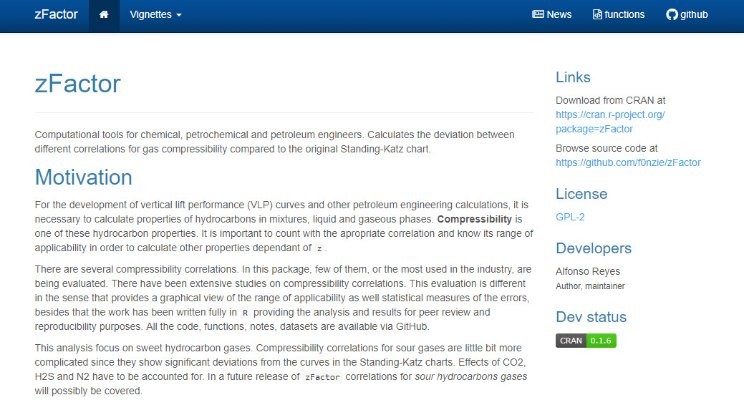 zFactor
Vignettes
News
functions
github
zFactor
Computational tools for chemical, petrochemical and petroleum engineers. Calculates the deviation between
different correlations for gas compressibility compared to the original Standing-Katz chart.
Motivation
For the development of vertical lift performance (VLP) curves and other petroleum engineering calculations, it is
necessary to calculate properties of hydrocarbons in mixtures, liquid and gaseous phases. Compressibility is
one of these hydrocarbon properties. It is important to count with the apropriate correlation and know its range of
applicability in order to calculate other properties dependant of z.
There are several compressibility correlations. In this package, few of them, or the most used in the industry, are
being evaluated. There have been extensive studies on compressibility correlations. This evaluation is different
in the sense that provides a graphical view of the range of applicability as well statistical measures of the errors,
besides that the work has been written fully in R providing the analysis and results for peer review and
reproducibility purposes. All the code, functions, notes, datasets are available via GitHub.
This analysis focus on sweet hydrocarbon gases. Compressibility correlations for sour gases are little bit more
complicated since they show significant deviations from the curves in the Standing-Katz charts. Effects of CO2,
H2S and N2 have to be accounted for. In a future release of zFactor correlations for sour hydrocarbons gases
will possibly be covered.
Links
Download from CRAN at
https://cran.r-project.org/
package=zFactor
Browse source code at
https://github.com/f0nzie/zFactor
License
GPL-2
Developers
Alfonso Reyes
Author, maintainer
Dev status
CRAN 0.1.6